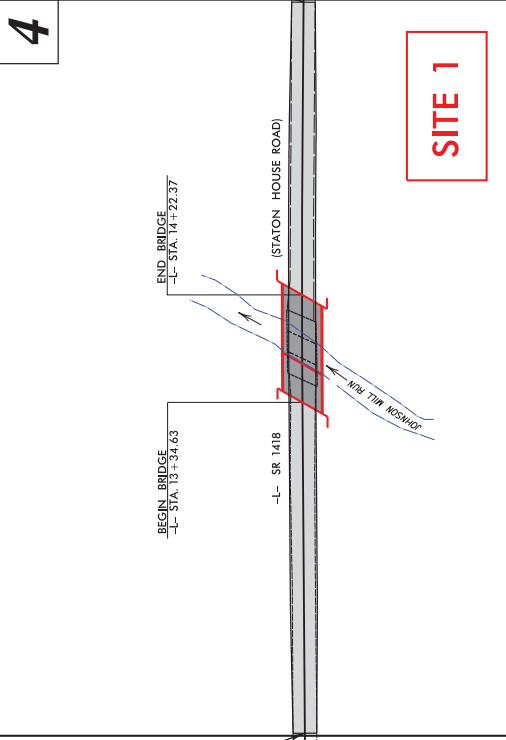 4
SITE 1
BEGIN BRIDGE
-L- STA. 13 + 34.63
END BRIDGE
-L- STA. 14 + 22.37
-L- SR 1418
(STATON HOUSE ROAD)
JOHNSON MILL RUN